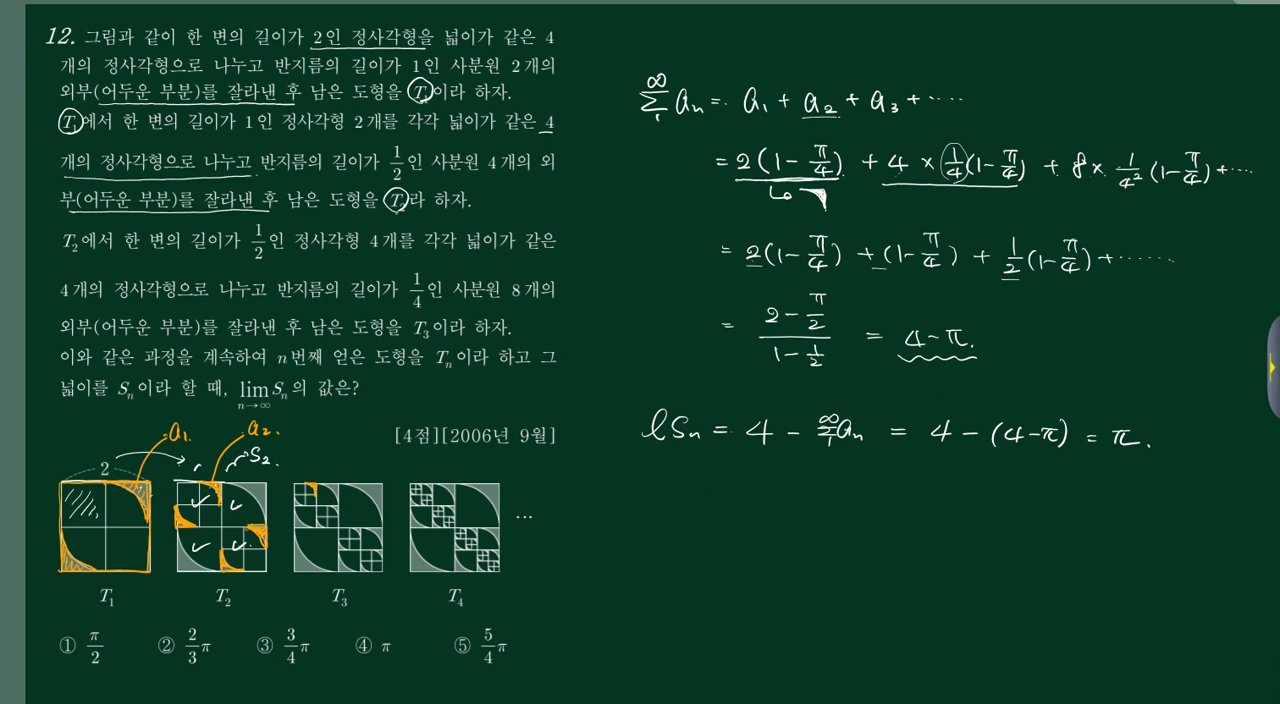 12. 그림과 같이 한 변의 길이가 2인 정사각형을 넓이가 같은 4
개의 정사각형으로 나누고 반지름의 길이가 1인 사분원 2개의
외부(어두운 부분)를 잘라낸 후 남은 도형을 T₁이라 하자.
T₁에서 한 변의 길이가 1인 정사각형 2개를 각각 넓이가 같은 4
개의 정사각형으로 나누고 반지름의 길이가 1/2인 사분원 4개의 외
부(어두운 부분)를 잘라낸 후 남은 도형을 T₂라 하자.
T₂에서 한 변의 길이가 1/2인 정사각형 4개를 각각 넓이가 같은
4개의 정사각형으로 나누고 반지름의 길이가 1/4인 사분원 8개의
외부(어두운 부분)를 잘라낸 후 남은 도형을 T₃이라 하자.
이와 같은 과정을 계속하여 n번째 얻은 도형을 Tₙ이라 하고 그
넓이를 Sₙ이라 할 때, lim n→∞ Sₙ의 값은?
[4점][2006년 9월]
a₁. a₂. S₂.
2
...
T₁ T₂ T₃ T₄
① π/2 ② 2/3 π ③ 3/4 π ④ π ⑤ 5/4 π
∞Σ1 aₙ = a₁ + a₂ + a₃ + ....
= 2(1 - π/4) + 4 × 1/4(1 - π/4) + 8 × 1/4²(1 - π/4) + ....
= 2(1 - π/4) + (1 - π/4) + 1/2(1 - π/4) + ......
= (2 - π/2)/(1 - 1/2) = 4 - π.
lSₙ = 4 - ∞Σ1 aₙ = 4 - (4 - π) = π.